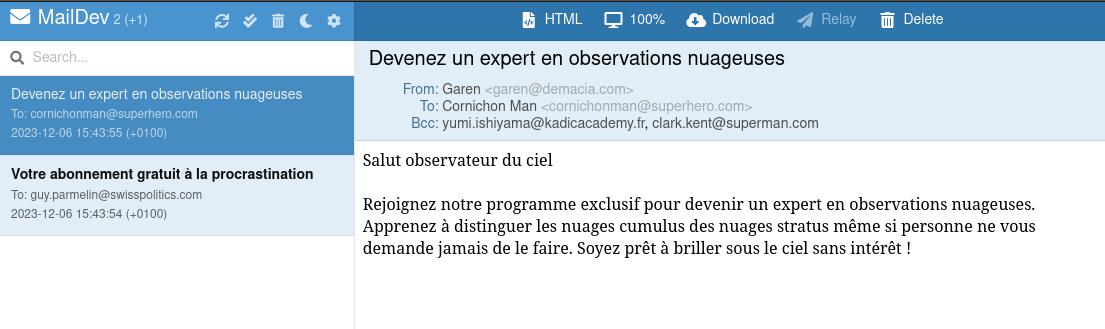 MailDev 2 (+1)
HTML 100% Download Relay Delete
Search...
Devenez un expert en observations nuageuses
To: cornichonman@superhero.com
2023-12-06 15:43:55 (+0100)
Votre abonnement gratuit à la procrastination
To: guy.parmelin@swisspolitics.com
2023-12-06 15:43:54 (+0100)
Devenez un expert en observations nuageuses
From: Garen <garen@demacia.com>
To: Cornichon Man <cornichonman@superhero.com>
Bcc: yumi.ishiyama@kadicacademy.fr, clark.kent@superman.com
Salut observateur du ciel
Rejoignez notre programme exclusif pour devenir un expert en observations nuageuses.
Apprenez à distinguer les nuages cumulus des nuages stratus même si personne ne vous
demande jamais de le faire. Soyez prêt à briller sous le ciel sans intérêt !